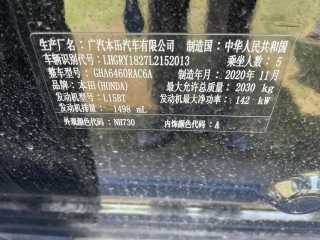 生产厂名：广汽本田汽车有限公司 制造国：中华人民共和国
车辆识别代号：LHGRY1827L2152013 乘坐人数：5
整车型号：GHA6460RAC6A 制造年月：2020年11月
品牌：本田(HONDA) 最大允许总质量：2030 kg
发动机型号：L15BT 发动机最大净功率：142 kW
发动机排量：1498 mL
外观颜色代码：NH730 内饰颜色代码：A